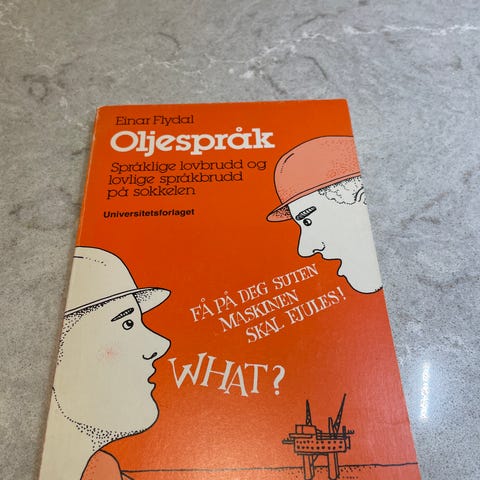 Einar Flydal
Oljespråk
Språklige lovbrudd og
lovlige språkbrudd
på sokkelen
Universitetsforlaget
FÅ PÅ DEG SUTEN
MASKINEN
SKAL EJULES!
WHAT?